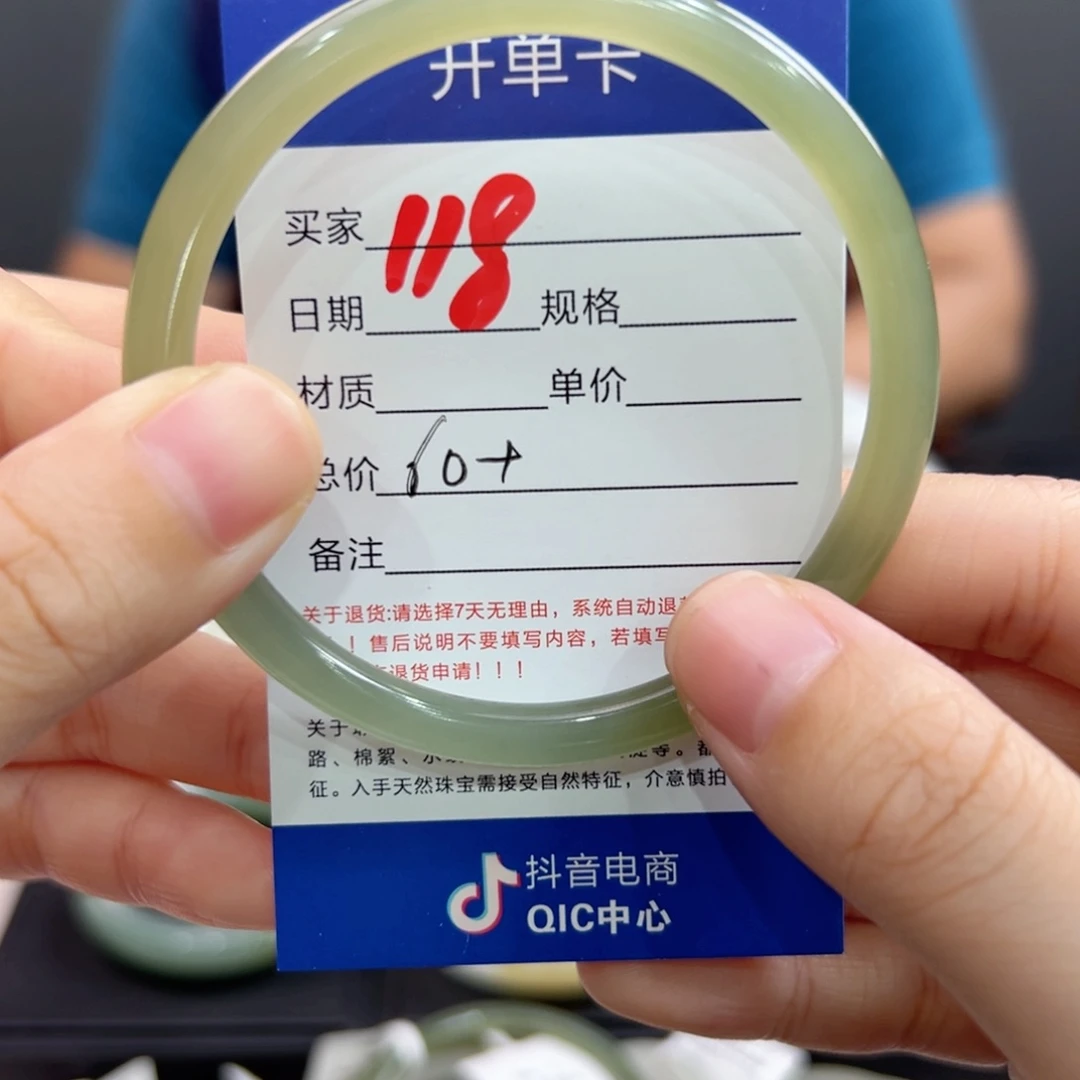 开单卡
买家 118
日期 规格
材质 单价
总价 60+
备注
关于退货:请选择7天无理由，系统自动退
！售后说明不要填写内容，若填写
退货申请！！！
关于
路、棉絮、 等。
征。入手天然珠宝需接受自然特征，介意慎拍
抖音电商
QIC中心